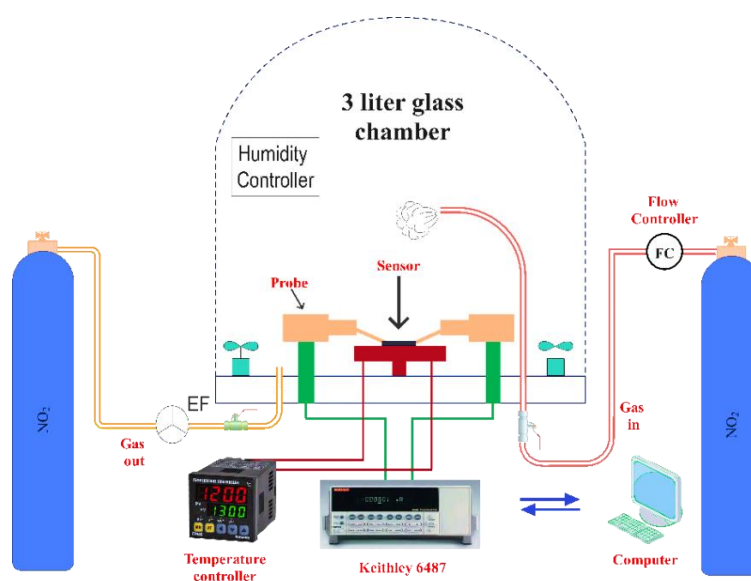 3 liter glass
chamber
Humidity
Controller
Flow
Controller
FC
Sensor
Probe
EF
NO₂
Gas
out
Gas
in
NO₂
1200
1300
Temperature
controller
Keithley 6487
Computer